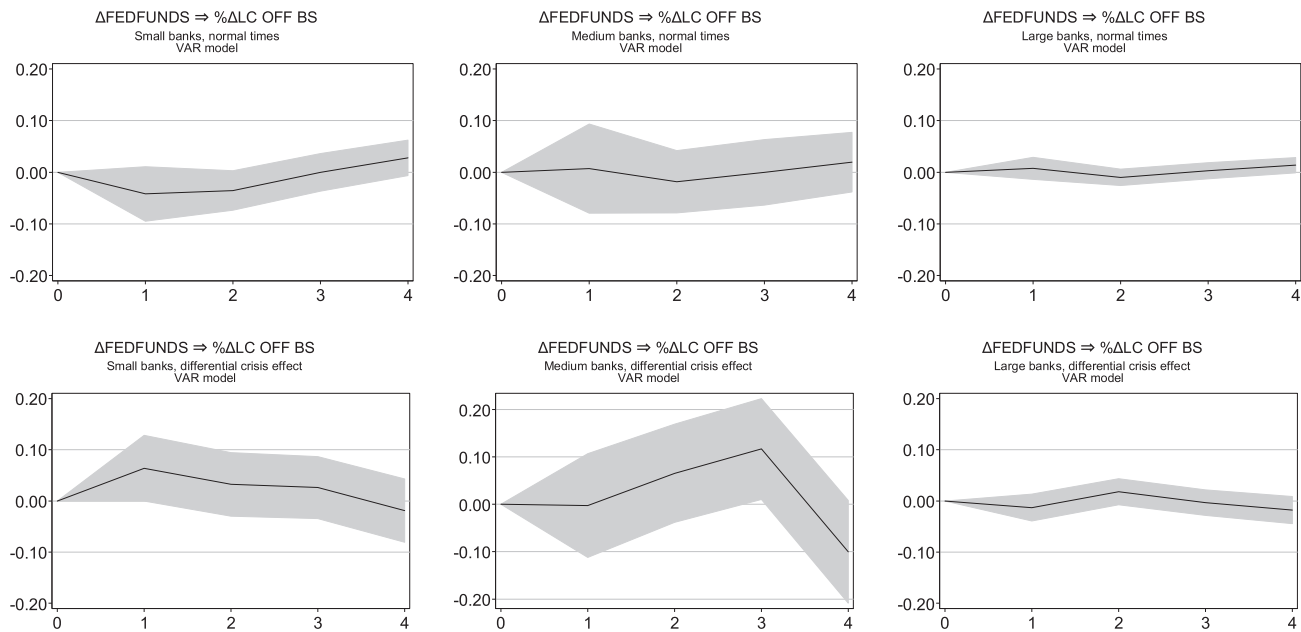 ΔFEDFUNDS ⇒ %ΔLC OFF BS
Small banks, normal times
VAR model
0.20
0.10
0.00
-0.10
-0.20
0 1 2 3 4
ΔFEDFUNDS ⇒ %ΔLC OFF BS
Medium banks, normal times
VAR model
0.20
0.10
0.00
-0.10
-0.20
0 1 2 3 4
ΔFEDFUNDS ⇒ %ΔLC OFF BS
Large banks, normal times
VAR model
0.20
0.10
0.00
-0.10
-0.20
0 1 2 3 4
ΔFEDFUNDS ⇒ %ΔLC OFF BS
Small banks, differential crisis effect
VAR model
0.20
0.10
0.00
-0.10
-0.20
0 1 2 3 4
ΔFEDFUNDS ⇒ %ΔLC OFF BS
Medium banks, differential crisis effect
VAR model
0.20
0.10
0.00
-0.10
-0.20
0 1 2 3 4
ΔFEDFUNDS ⇒ %ΔLC OFF BS
Large banks, differential crisis effect
VAR model
0.20
0.10
0.00
-0.10
-0.20
0 1 2 3 4